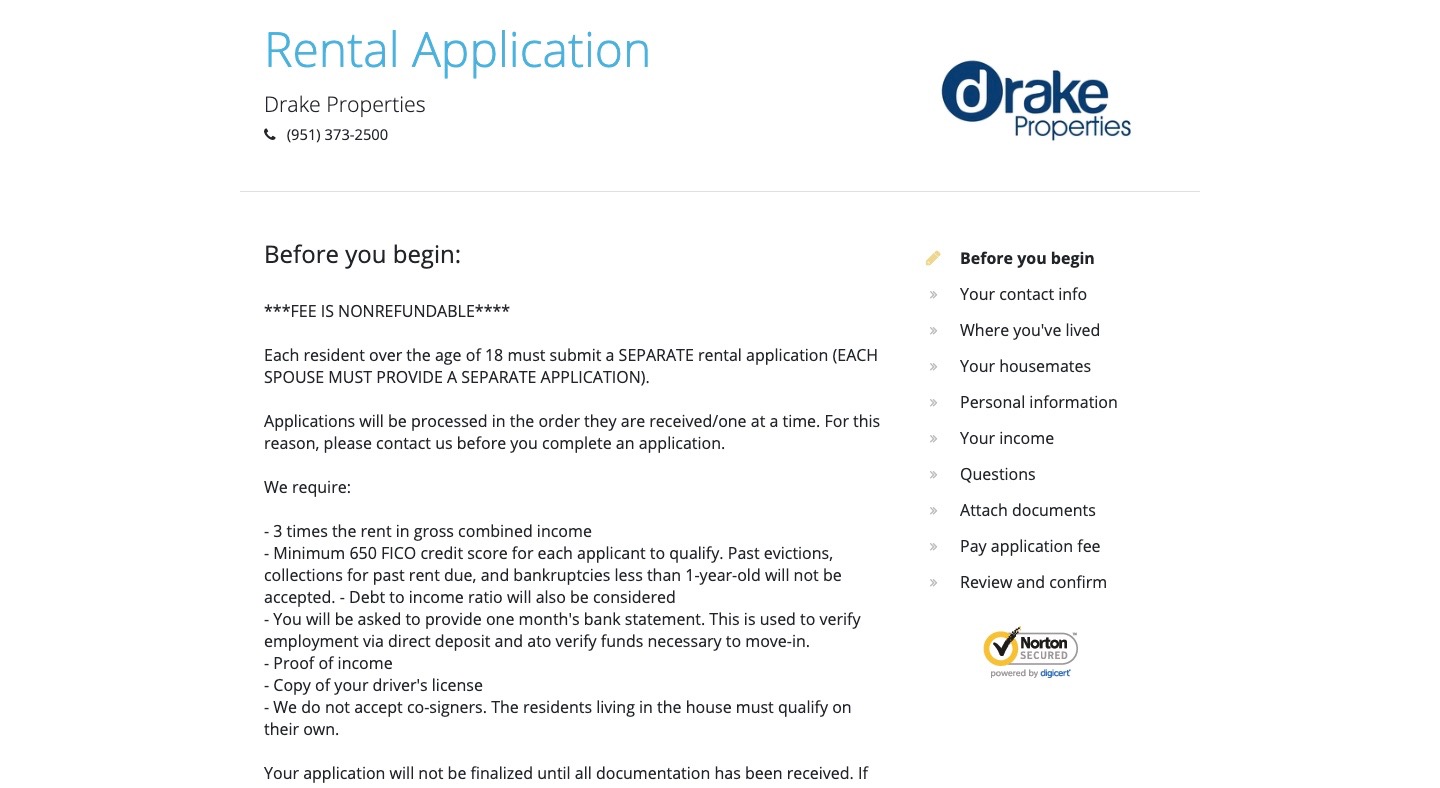 Rental Application
Drake Properties
(951) 373-2500
drake
Properties
Before you begin:
***FEE IS NONREFUNDABLE****
Each resident over the age of 18 must submit a SEPARATE rental application (EACH
SPOUSE MUST PROVIDE A SEPARATE APPLICATION).
Applications will be processed in the order they are received/one at a time. For this
reason, please contact us before you complete an application.
We require:
- 3 times the rent in gross combined income
- Minimum 650 FICO credit score for each applicant to qualify. Past evictions,
collections for past rent due, and bankruptcies less than 1-year-old will not be
accepted. - Debt to income ratio will also be considered
- You will be asked to provide one month's bank statement. This is used to verify
employment via direct deposit and ato verify funds necessary to move-in.
- Proof of income
- Copy of your driver's license
- We do not accept co-signers. The residents living in the house must qualify on
their own.
Your application will not be finalized until all documentation has been received. If
Before you begin
Your contact info
Where you've lived
Your housemates
Personal information
Your income
Questions
Attach documents
Pay application fee
Review and confirm
Norton
SECURED
powered by digicert